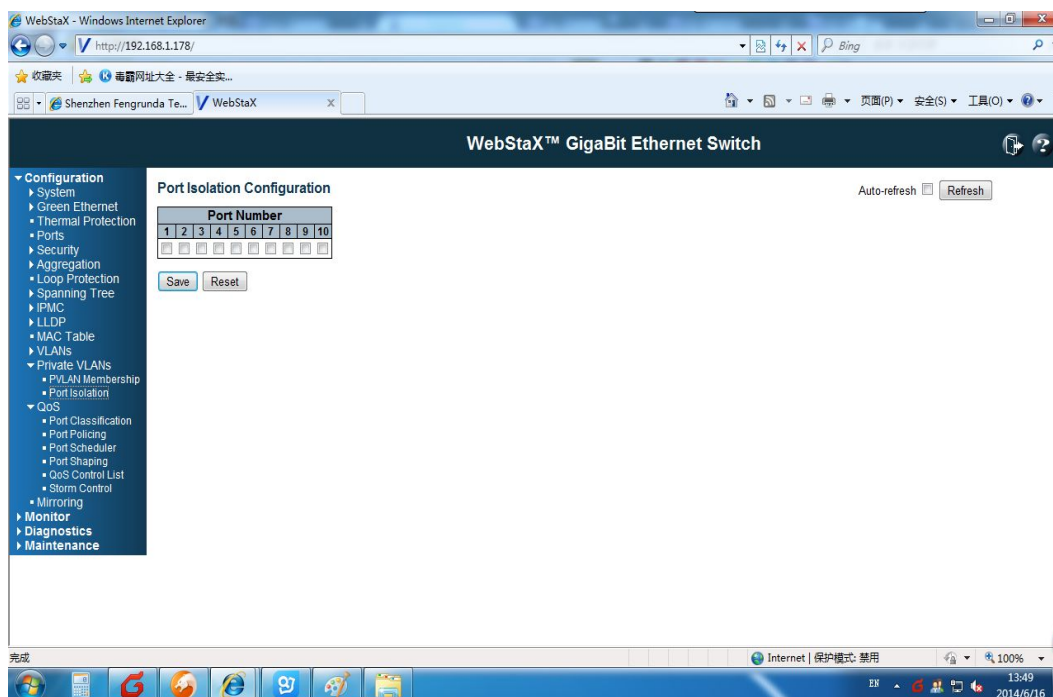 WebStaX - Windows Internet Explorer
http://192.168.1.178/
Bing
收藏夹
毒霸网址大全 - 最安全实...
Shenzhen Fengrunda Te...
WebStaX
X
页面(P)
安全(S)
工具(O)
WebStaX™ GigaBit Ethernet Switch
Configuration
System
Green Ethernet
Thermal Protection
Ports
Security
Aggregation
Loop Protection
Spanning Tree
IPMC
LLDP
MAC Table
VLANs
Private VLANs
PVLAN Membership
Port Isolation
QoS
Port Classification
Port Policing
Port Scheduler
Port Shaping
QoS Control List
Storm Control
Mirroring
Monitor
Diagnostics
Maintenance
Port Isolation Configuration
Auto-refresh Refresh
Port Number
1 2 3 4 5 6 7 8 9 10
Save Reset
完成
Internet | 保护模式: 禁用
100%
EN
13:49
2014/6/16